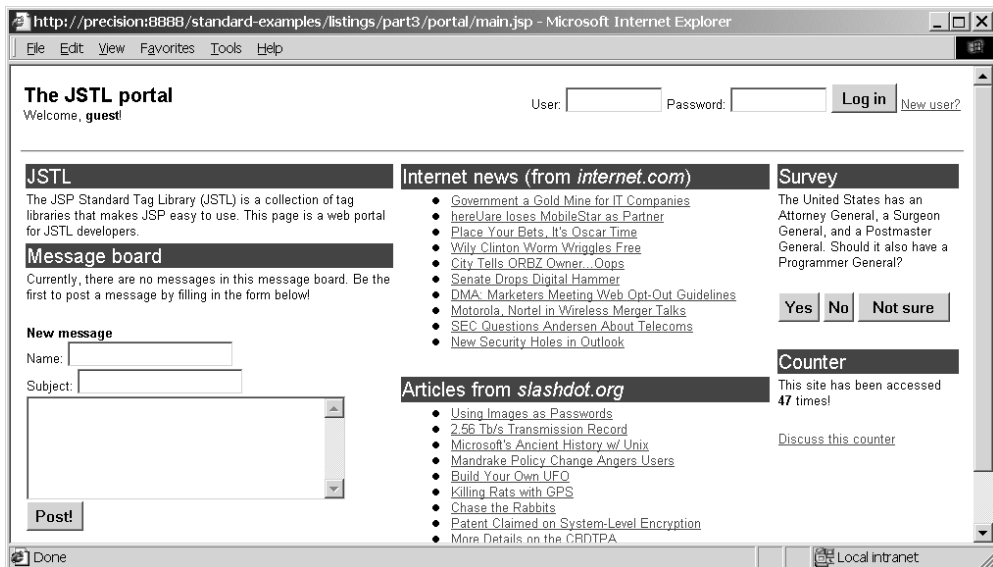 http://precision:8888/standard-examples/listings/part3/portal/main.jsp - Microsoft Internet Explorer
File Edit View Favorites Tools Help
The JSTL portal
Welcome, guest!
User: Password: Log in New user?
JSTL
The JSP Standard Tag Library (JSTL) is a collection of tag
libraries that makes JSP easy to use. This page is a web portal
for JSTL developers.
Message board
Currently, there are no messages in this message board. Be the
first to post a message by filling in the form below!
New message
Name:
Subject:
Post!
Internet news (from internet.com)
Government a Gold Mine for IT Companies
hereUare loses MobileStar as Partner
Place Your Bets, It's Oscar Time
Wily Clinton Worm Wriggles Free
City Tells ORBZ Owner...Oops
Senate Drops Digital Hammer
DMA: Marketers Meeting Web Opt-Out Guidelines
Motorola, Nortel in Wireless Merger Talks
SEC Questions Andersen About Telecoms
New Security Holes in Outlook
Articles from slashdot.org
Using Images as Passwords
2.56 Tb/s Transmission Record
Microsoft's Ancient History w/ Unix
Mandrake Policy Change Angers Users
Build Your Own UFO
Killing Rats with GPS
Chase the Rabbits
Patent Claimed on System-Level Encryption
More Details on the CBDTPA
Survey
The United States has an
Attorney General, a Surgeon
General, and a Postmaster
General. Should it also have a
Programmer General?
Yes No Not sure
Counter
This site has been accessed
47 times!
Discuss this counter
Done
Local intranet